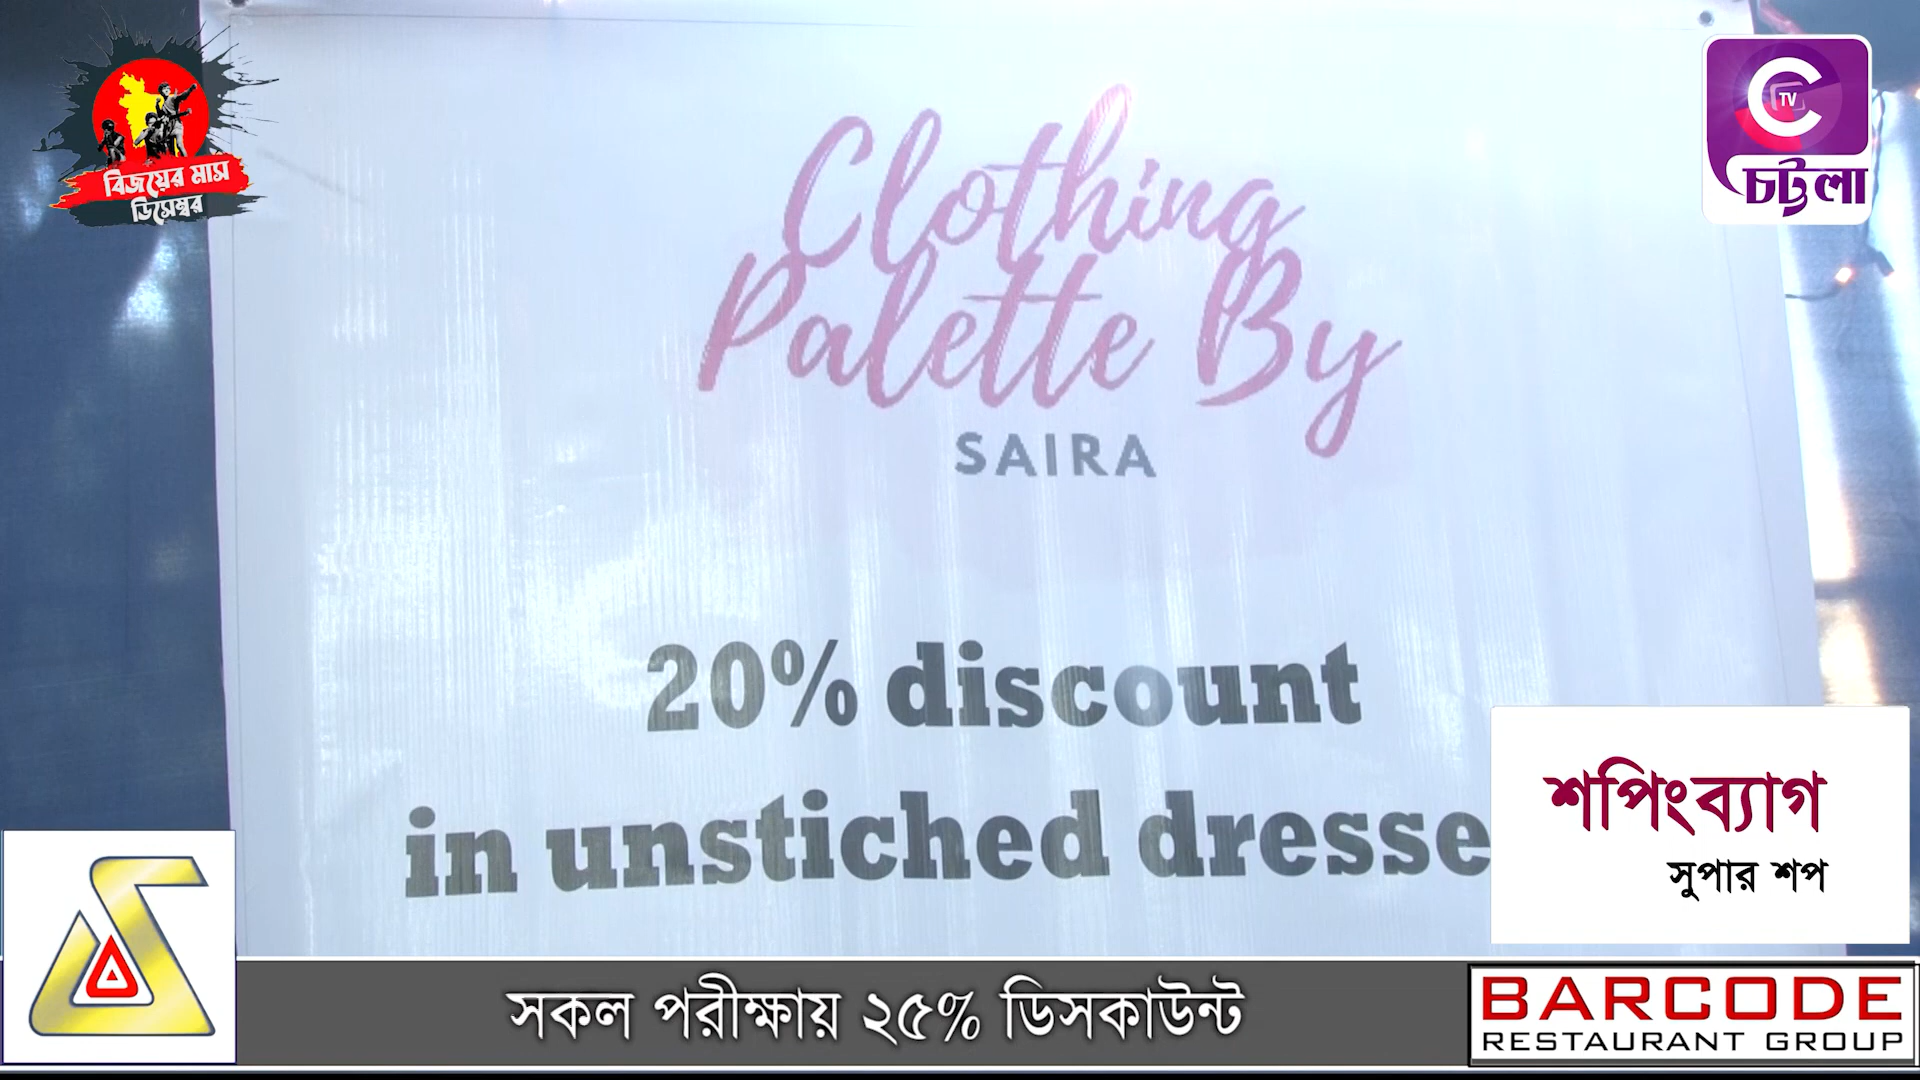 বিজয়ের মাস
ডিসেম্বর
TV
চট্টলা
Clothing
Palette By
SAIRA
20% discount
in unstiched dresse
শপিংব্যাগ
সুপার শপ
সকল পরীক্ষায় ২৫% ডিসকাউন্ট
BARCODE
RESTAURANT GROUP